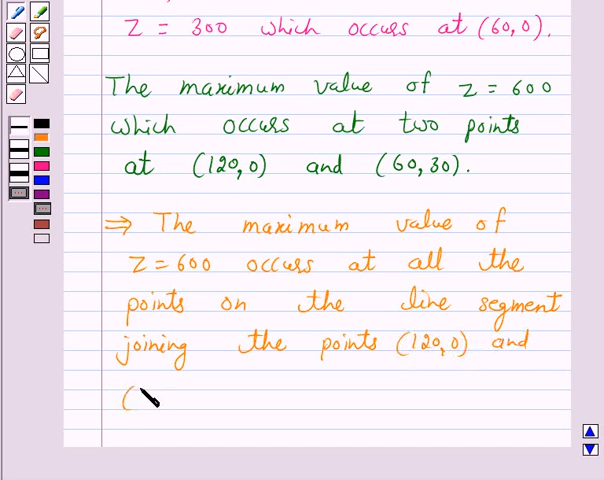 Z = 300 which occurs at (60,0).
The maximum value of Z = 600
which occurs at two points
at (120,0) and (60,30).
⇒ The maximum value of
Z = 600 occurs at all the
points on the line segment
joining the points (120,0) and
(